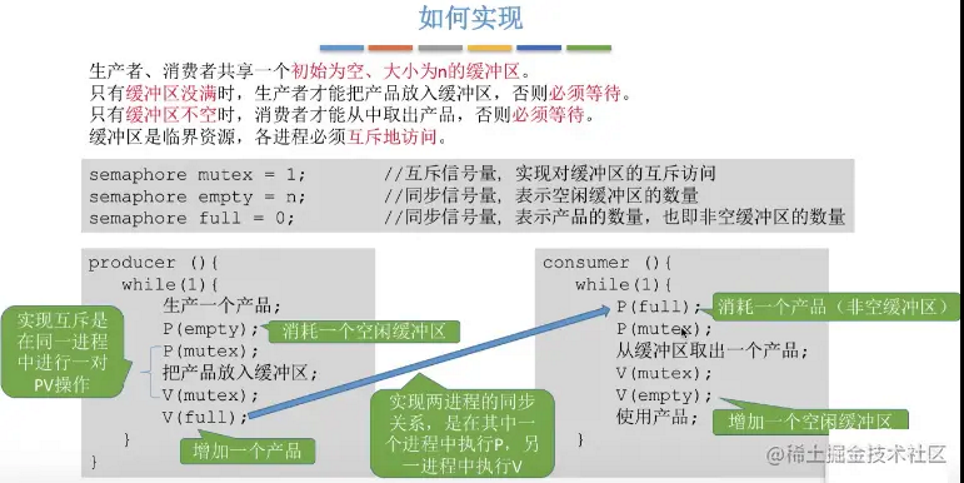 如何实现
生产者、消费者共享一个初始为空、大小为n的缓冲区。
只有缓冲区没满时，生产者才能把产品放入缓冲区，否则必须等待。
只有缓冲区不空时，消费者才能从中取出产品，否则必须等待。
缓冲区是临界资源，各进程必须互斥地访问。
semaphore mutex = 1; //互斥信号量，实现对缓冲区的互斥访问
semaphore empty = n; //同步信号量，表示空闲缓冲区的数量
semaphore full = 0; //同步信号量，表示产品的数量，也即非空缓冲区的数量
producer (){
while(1){
生产一个产品;
P(empty);
消耗一个空闲缓冲区
P(mutex);
把产品放入缓冲区;
V(mutex);
V(full);
增加一个产品
}
}
实现互斥是
在同一进程
中进行一对
PV操作
实现两进程的同步
关系，是在其中一
个进程中执行P，另
一进程中执行V
consumer (){
while(1){
P(full);
消耗一个产品（非空缓冲区）
P(mutex);
从缓冲区取出一个产品;
V(mutex);
V(empty);
增加一个空闲缓冲区
使用产品;
}
@稀土掘金技术社区